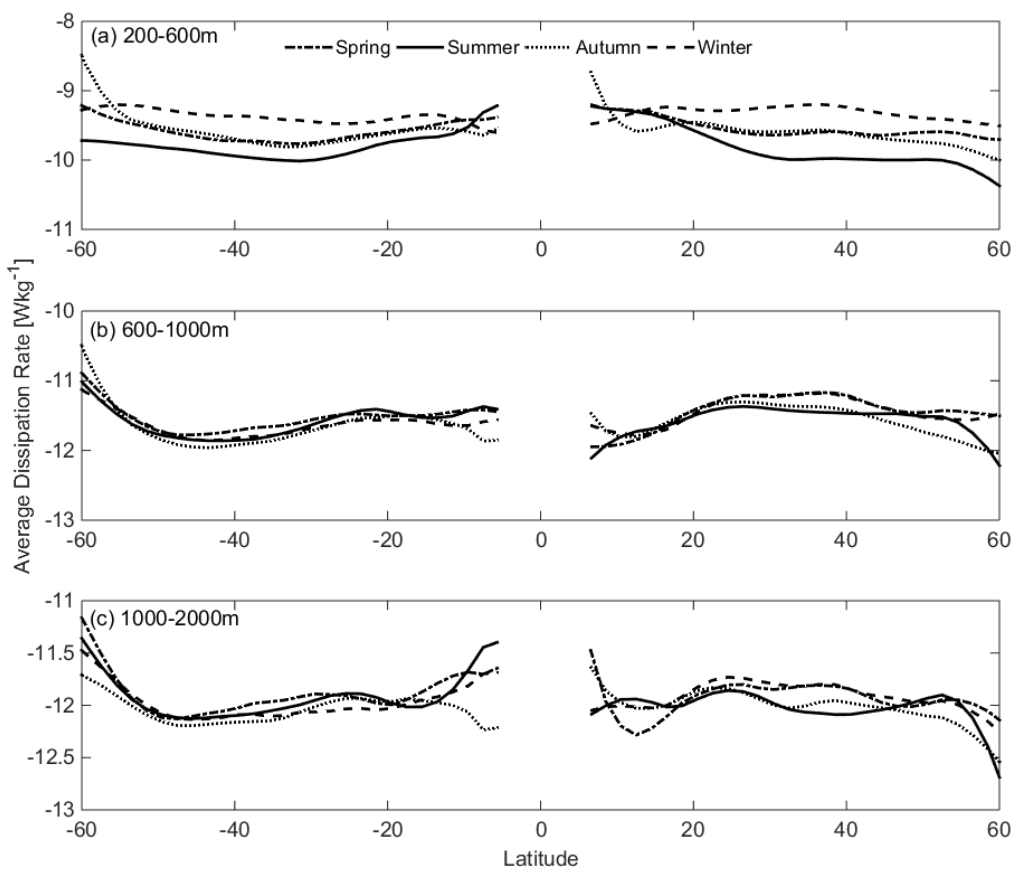 (a) 200-600m
Spring Summer Autumn Winter
-8
-9
-10
-11
-60 -40 -20 0 20 40 60
(b) 600-1000m
-10
-11
-12
-13
-60 -40 -20 0 20 40 60
Average Dissipation Rate [Wkg-1]
(c) 1000-2000m
-11
-11.5
-12
-12.5
-13
-60 -40 -20 0 20 40 60
Latitude